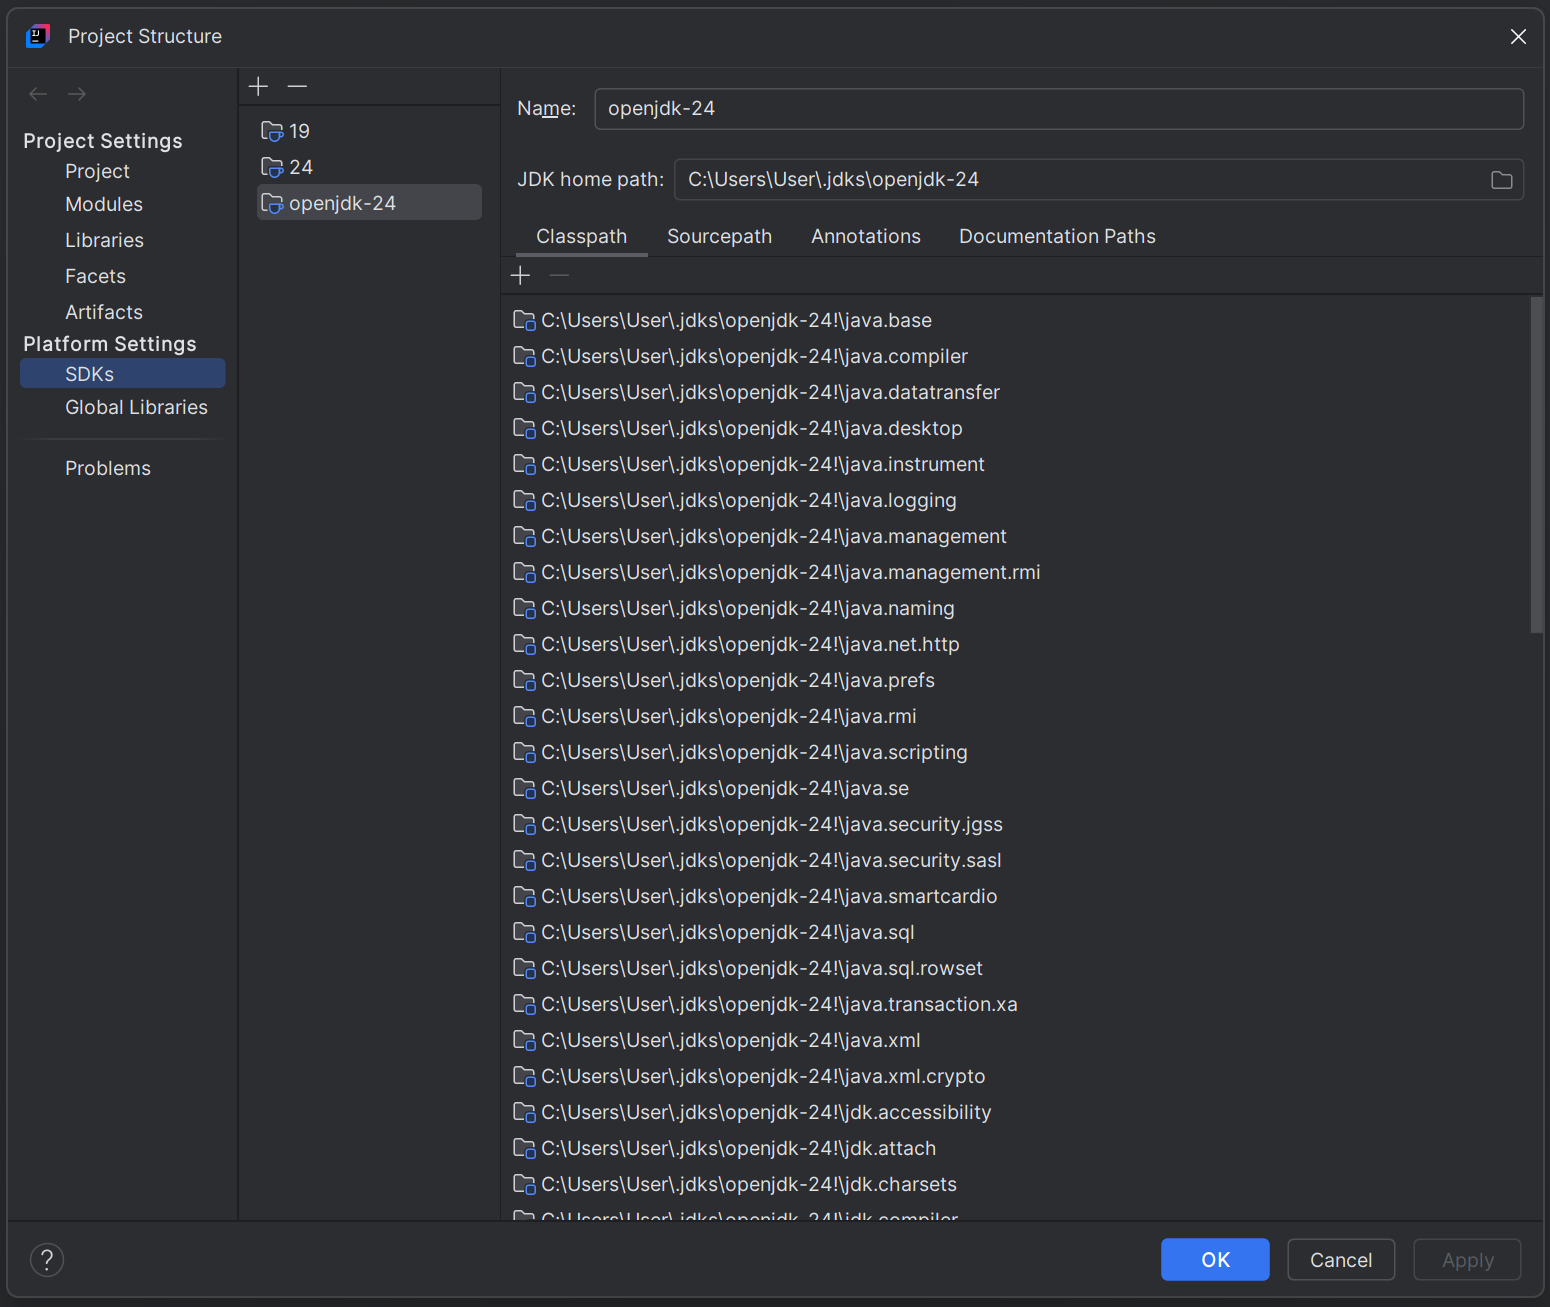 Project Structure
Project Settings
Project
Modules
Libraries
Facets
Artifacts
Platform Settings
SDKs
Global Libraries
Problems
19
24
openjdk-24
Name: openjdk-24
JDK home path: C:\Users\User\.jdks\openjdk-24
Classpath Sourcepath Annotations Documentation Paths
C:\Users\User\.jdks\openjdk-24!\java.base
C:\Users\User\.jdks\openjdk-24!\java.compiler
C:\Users\User\.jdks\openjdk-24!\java.datatransfer
C:\Users\User\.jdks\openjdk-24!\java.desktop
C:\Users\User\.jdks\openjdk-24!\java.instrument
C:\Users\User\.jdks\openjdk-24!\java.logging
C:\Users\User\.jdks\openjdk-24!\java.management
C:\Users\User\.jdks\openjdk-24!\java.management.rmi
C:\Users\User\.jdks\openjdk-24!\java.naming
C:\Users\User\.jdks\openjdk-24!\java.net.http
C:\Users\User\.jdks\openjdk-24!\java.prefs
C:\Users\User\.jdks\openjdk-24!\java.rmi
C:\Users\User\.jdks\openjdk-24!\java.scripting
C:\Users\User\.jdks\openjdk-24!\java.se
C:\Users\User\.jdks\openjdk-24!\java.security.jgss
C:\Users\User\.jdks\openjdk-24!\java.security.sasl
C:\Users\User\.jdks\openjdk-24!\java.smartcardio
C:\Users\User\.jdks\openjdk-24!\java.sql
C:\Users\User\.jdks\openjdk-24!\java.sql.rowset
C:\Users\User\.jdks\openjdk-24!\java.transaction.xa
C:\Users\User\.jdks\openjdk-24!\java.xml
C:\Users\User\.jdks\openjdk-24!\java.xml.crypto
C:\Users\User\.jdks\openjdk-24!\jdk.accessibility
C:\Users\User\.jdks\openjdk-24!\jdk.attach
C:\Users\User\.jdks\openjdk-24!\jdk.charsets
C:\Users\User\.jdks\openjdk-24!\jdk.compiler
? OK Cancel Apply